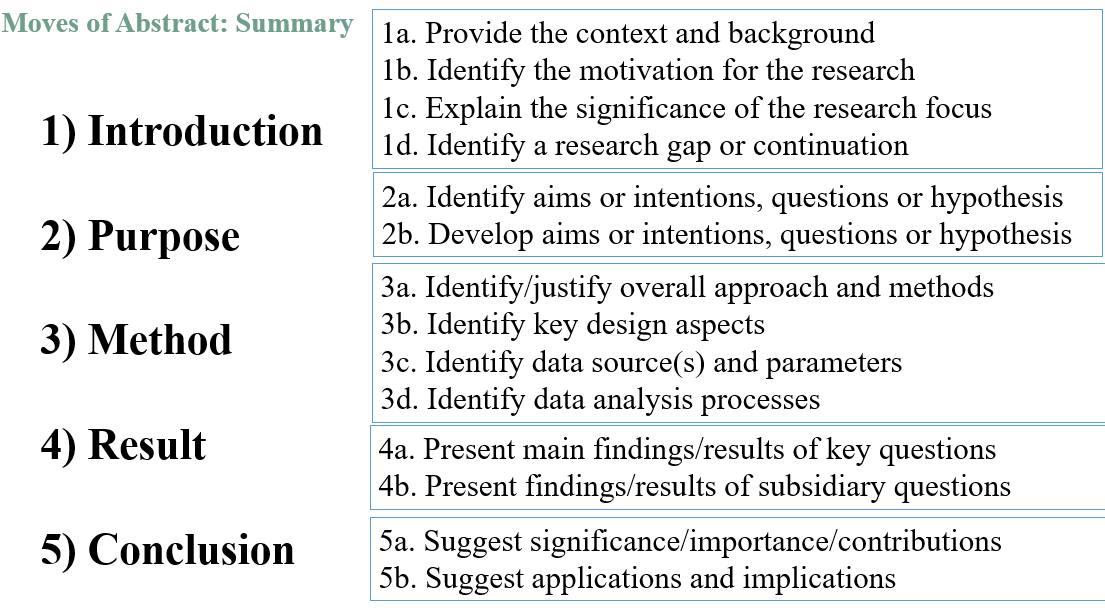 Moves of Abstract: Summary
1) Introduction
1a. Provide the context and background
1b. Identify the motivation for the research
1c. Explain the significance of the research focus
1d. Identify a research gap or continuation
2) Purpose
2a. Identify aims or intentions, questions or hypothesis
2b. Develop aims or intentions, questions or hypothesis
3) Method
3a. Identify/justify overall approach and methods
3b. Identify key design aspects
3c. Identify data source(s) and parameters
3d. Identify data analysis processes
4) Result
4a. Present main findings/results of key questions
4b. Present findings/results of subsidiary questions
5) Conclusion
5a. Suggest significance/importance/contributions
5b. Suggest applications and implications